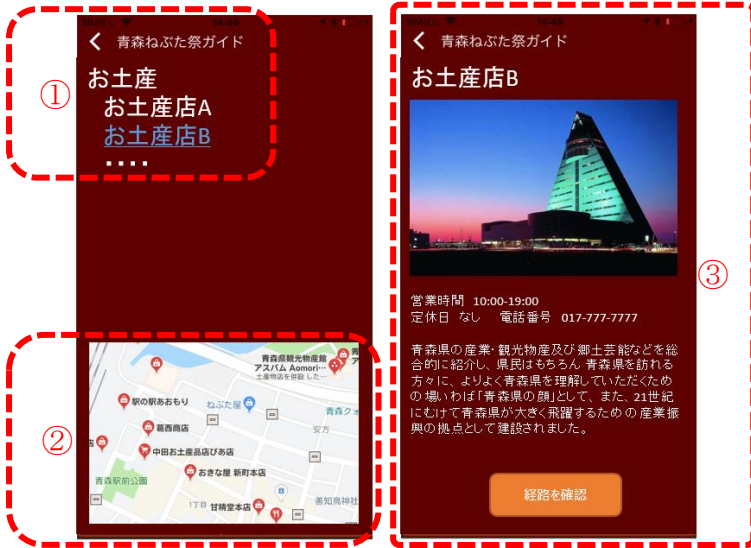 ①
青森ねぶた祭ガイド
お土産
お土産店A
お土産店B
・・・・
②
青森県観光物産館
アスパム Aomori…
土産物店を併設した…
駅の駅あおもり
ねぶた屋
青森クォ
葛西商店
安方
店
中田お土産品店ぴあ店
おきな屋 新町本店
青森駅前公園
1丁目
甘精堂本店
善知鳥神社
③
青森ねぶた祭ガイド
お土産店B
営業時間 10:00-19:00
定休日 なし 電話番号 017-777-7777
青森県の産業・観光物産及び郷土芸能などを総
合的に紹介し、県民はもちろん 青森県を訪れる
方々に、よりよく青森県を理解していただくため
の場いわば「青森県の顔」として、また、21世紀
にむけて青森県が大きく飛躍するための産業振
興の拠点として建設されました。
経路を確認